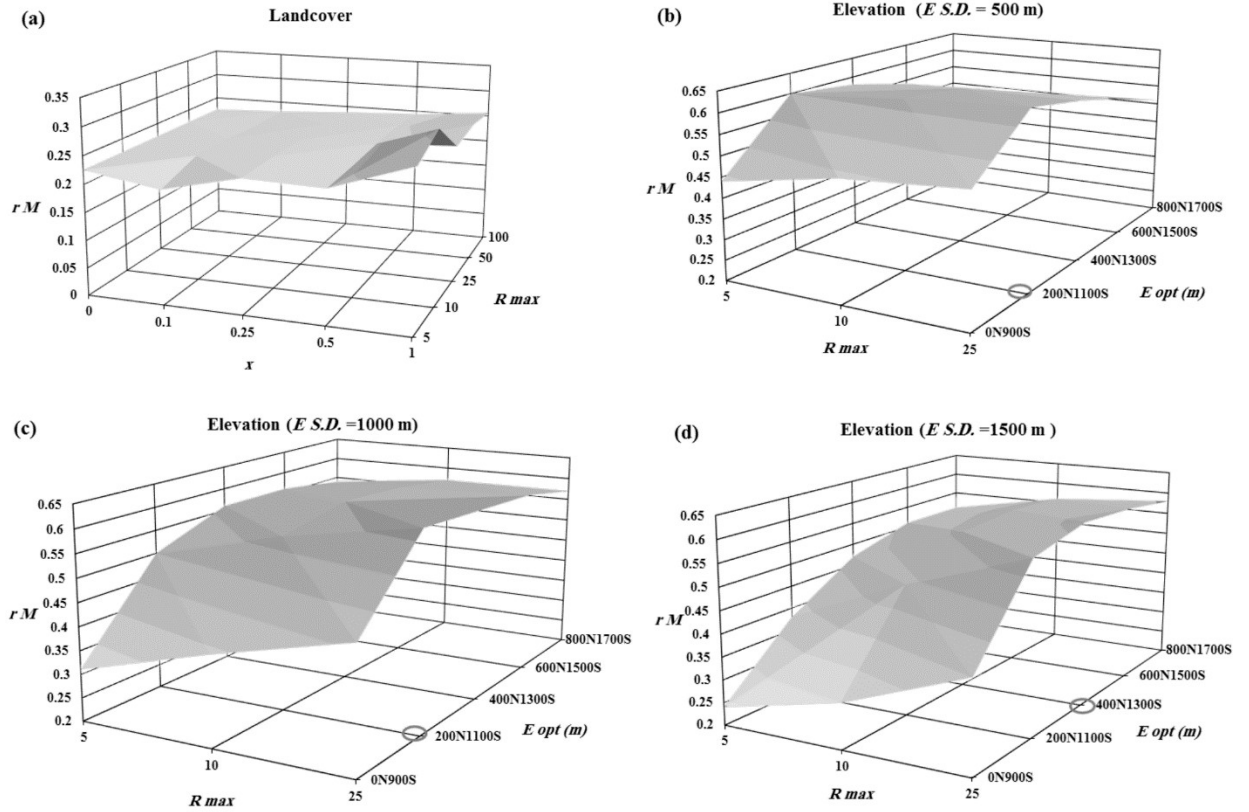 (a)
Landcover
0.35
0.3
0.25
0.2
r M
0.15
0.1
0.05
0
0
0.1
0.25
0.5
1
x
5
10
25
50
100
R max
(b)
Elevation (E S.D. = 500 m)
0.65
0.6
0.55
0.5
0.45
r M
0.4
0.35
0.3
0.25
0.2
5
10
25
R max
0N900S
200N1100S
400N1300S
600N1500S
800N1700S
E opt (m)
(c)
Elevation (E S.D. =1000 m)
0.65
0.6
0.55
0.5
0.45
r M
0.4
0.35
0.3
0.25
0.2
5
10
25
R max
0N900S
200N1100S
400N1300S
600N1500S
800N1700S
E opt (m)
(d)
Elevation (E S.D. =1500 m )
0.65
0.6
0.55
0.5
0.45
r M
0.4
0.35
0.3
0.25
0.2
5
10
25
R max
0N900S
200N1100S
400N1300S
600N1500S
800N1700S
E opt (m)